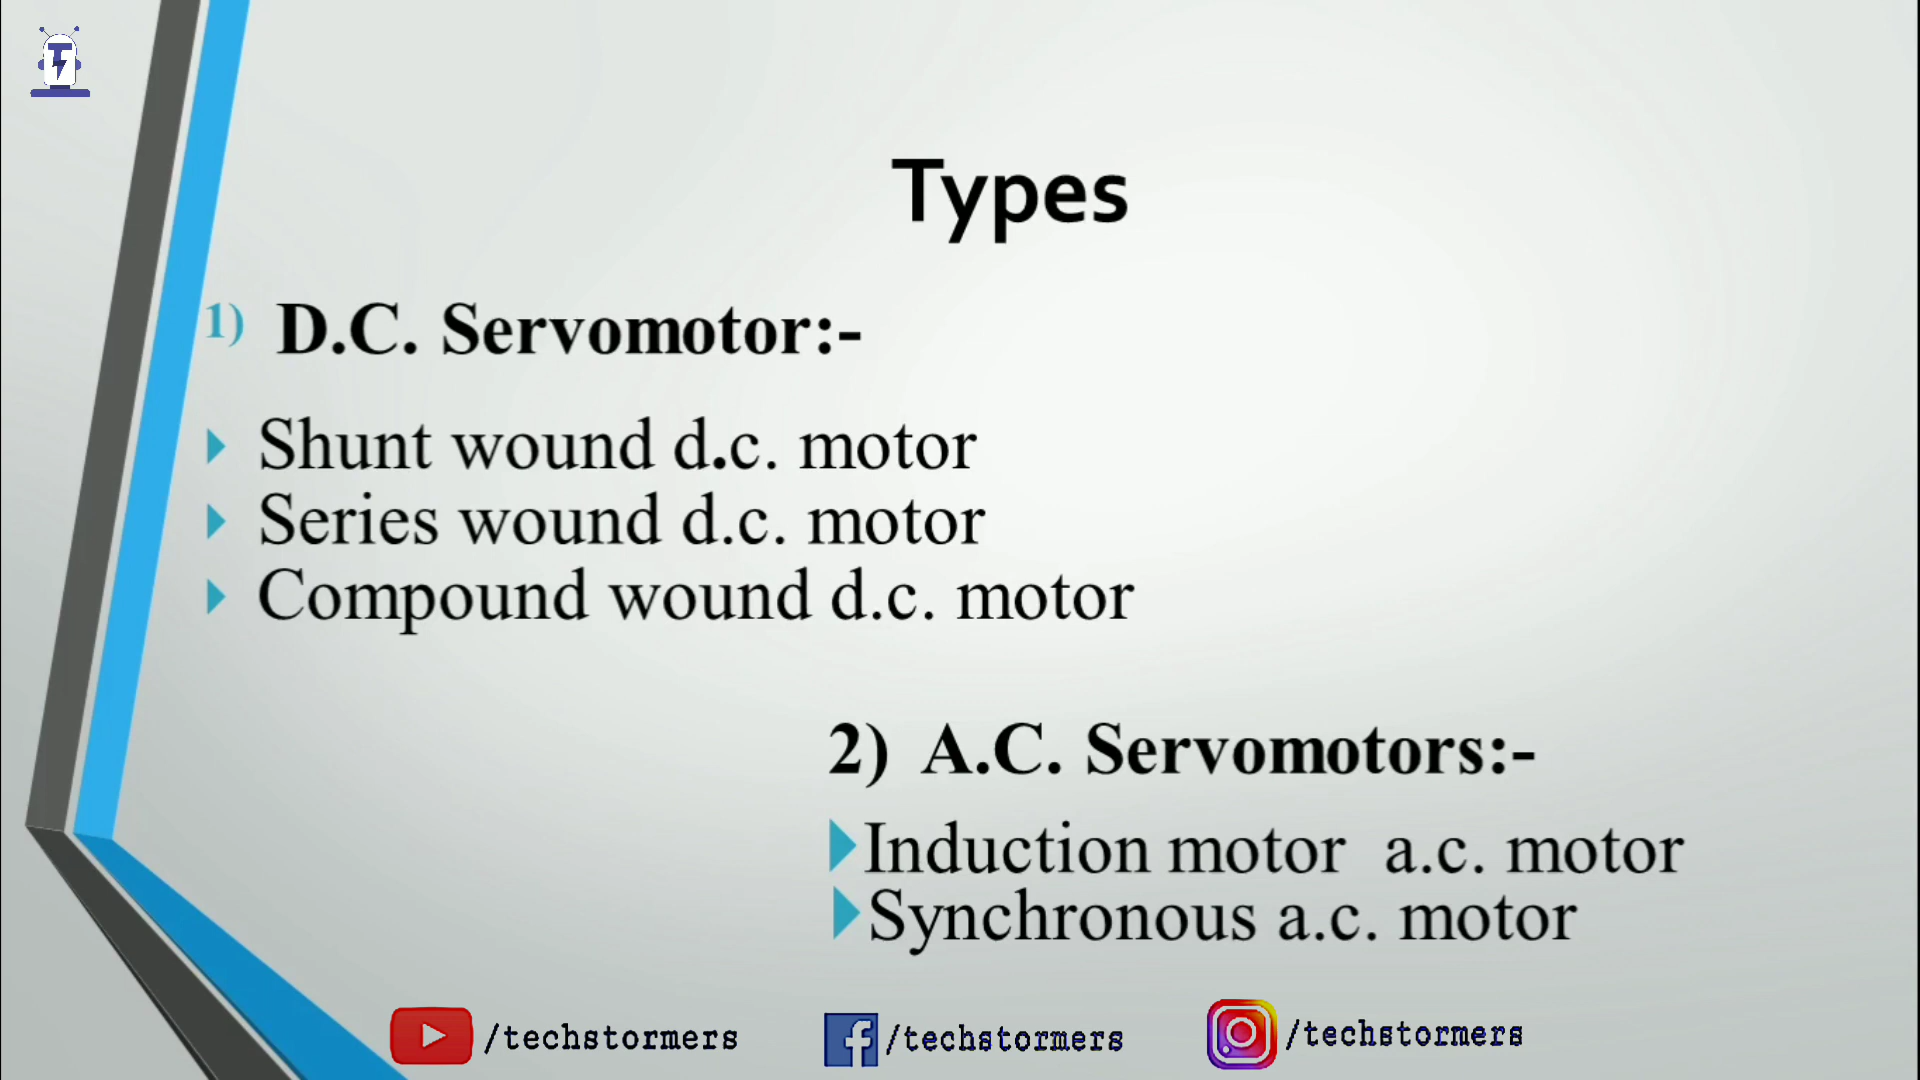 T
Types
1) D.C. Servomotor:-
Shunt wound d.c. motor
Series wound d.c. motor
Compound wound d.c. motor
2) A.C. Servomotors:-
Induction motor a.c. motor
Synchronous a.c. motor
/techstormers
/techstormers
/techstormers